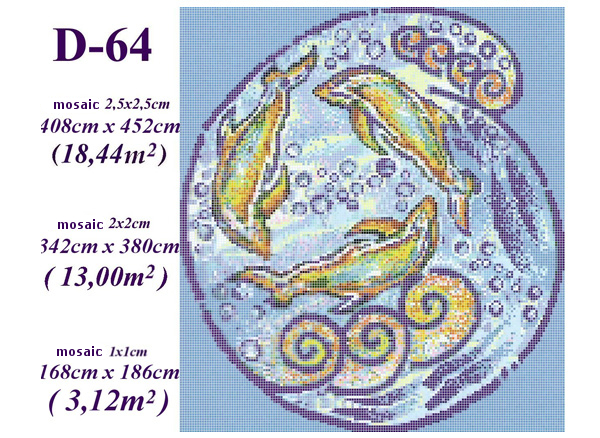 D-64
mosaic 2,5x2,5cm
408cm x 452cm
(18,44m²)
mosaic 2x2cm
342cm x 380cm
( 13,00m²)
mosaic 1x1cm
168cm x 186cm
( 3,12m²)